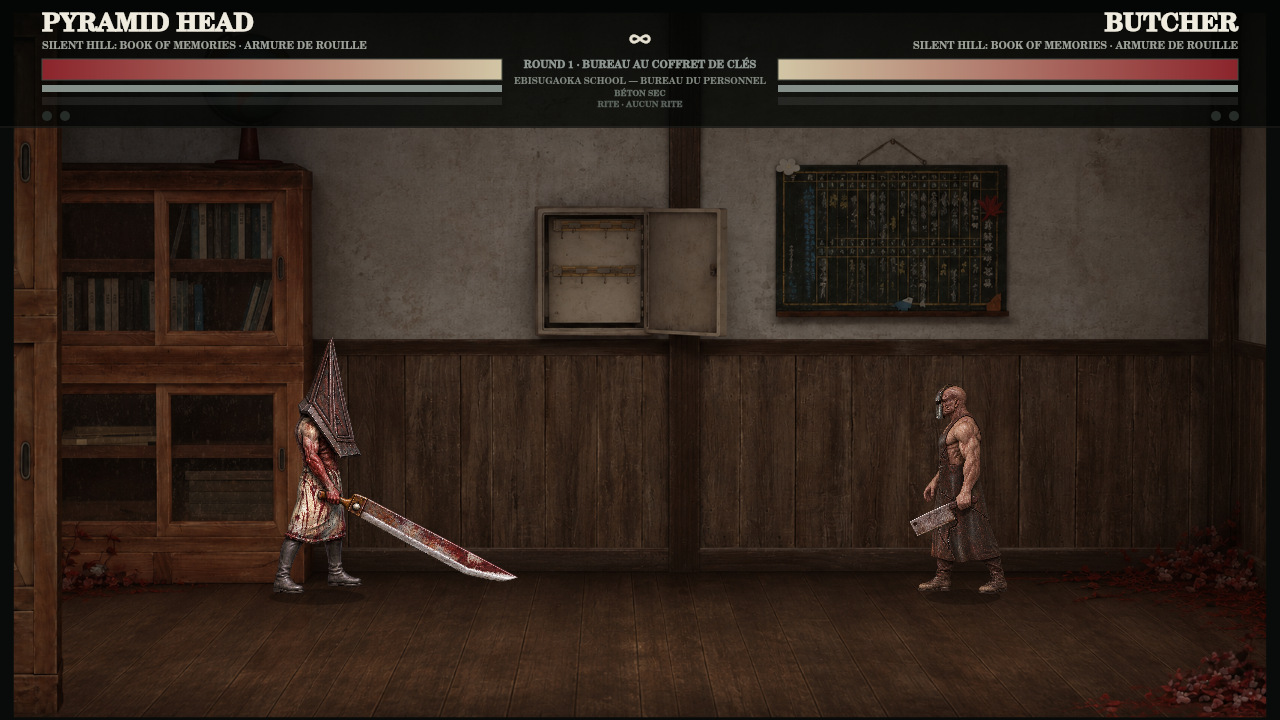 PYRAMID HEAD
SILENT HILL: BOOK OF MEMORIES · ARMURE DE ROUILLE
∞
ROUND 1 · BUREAU AU COFFRET DE CLÉS
EBISUGAOKA SCHOOL — BUREAU DU PERSONNEL
BÉTON SEC
RITE · AUCUN RITE
BUTCHER
SILENT HILL: BOOK OF MEMORIES · ARMURE DE ROUILLE